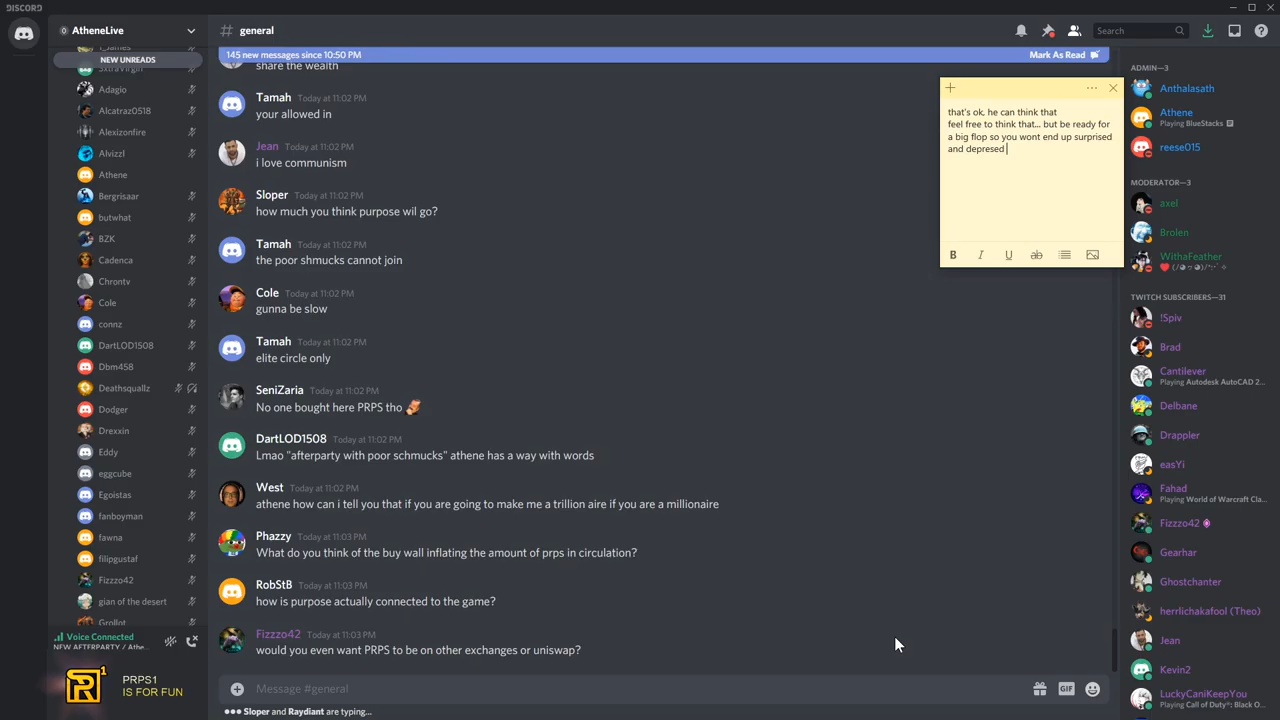 DISCORD
AtheneLive
NEW UNREADS
Adagio
Alcatraz0518
Alexizonfire
Alvizzl
Athene
Bergrisaar
butwhat
BZK
Cadenca
Chrontv
Cole
connz
DartLOD1508
Dbm458
Deathsquallz
Dodger
Drexxin
Eddy
eggcube
Egoistas
fanboyman
fawna
filipgustaf
Fizzzo42
gian of the desert
Grollot
Voice Connected
NEW AFTERPARTY / Athe...
PRPS1
IS FOR FUN
# general
Search
145 new messages since 10:50 PM
Mark As Read
share the wealth
Tamah Today at 11:02 PM
your allowed in
Jean Today at 11:02 PM
i love communism
Sloper Today at 11:02 PM
how much you think purpose wil go?
Tamah Today at 11:02 PM
the poor shmucks cannot join
Cole Today at 11:02 PM
gunna be slow
Tamah Today at 11:02 PM
elite circle only
SeniZaria Today at 11:02 PM
No one bought here PRPS tho
DartLOD1508 Today at 11:02 PM
Lmao "afterparty with poor schmucks" athene has a way with words
West Today at 11:02 PM
athene how can i tell you that if you are going to make me a trillion aire if you are a millionaire
Phazzy Today at 11:03 PM
What do you think of the buy wall inflating the amount of prps in circulation?
RobStB Today at 11:03 PM
how is purpose actually connected to the game?
Fizzzo42 Today at 11:03 PM
would you even want PRPS to be on other exchanges or uniswap?
Message #general
GIF
Sloper and Raydiant are typing...
that's ok, he can think that
feel free to think that... but be ready for
a big flop so you wont end up surprised
and depresed
B I U ab
ADMIN—3
Anthalasath
Athene
Playing BlueStacks
reese015
MODERATOR—3
axel
Brolen
WithaFeather
TWITCH SUBSCRIBERS—31
!Spiv
Brad
Cantilever
Playing Autodesk AutoCAD 2...
Delbane
Drappler
easYi
Fahad
Playing World of Warcraft Cla...
Fizzzo42
Gearhar
Ghostchanter
herrlichakafool (Theo)
Jean
Kevin2
LuckyCaniKeepYou
Playing Call of Duty®: Black O...